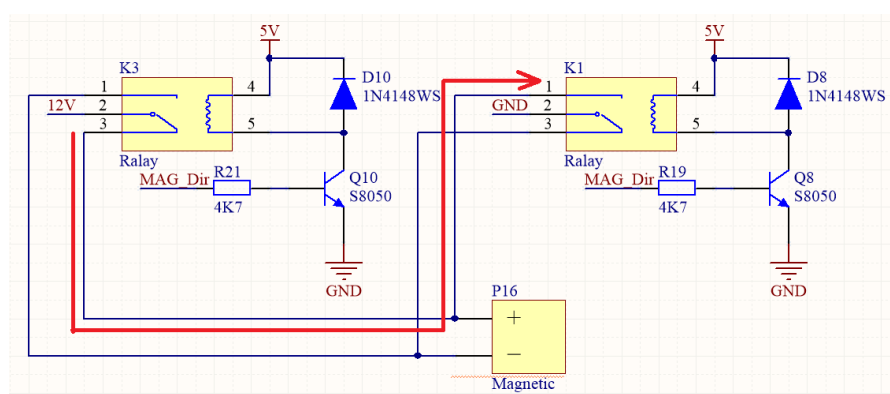 5V
5V
K3
D10
1N4148WS
K1
D8
1N4148WS
1
4
1
4
12V
2
GND
2
3
5
3
5
Ralay
Ralay
MAG_Dir
R21
4K7
Q10
S8050
MAG_Dir
R19
4K7
Q8
S8050
GND
GND
P16
+
−
Magnetic